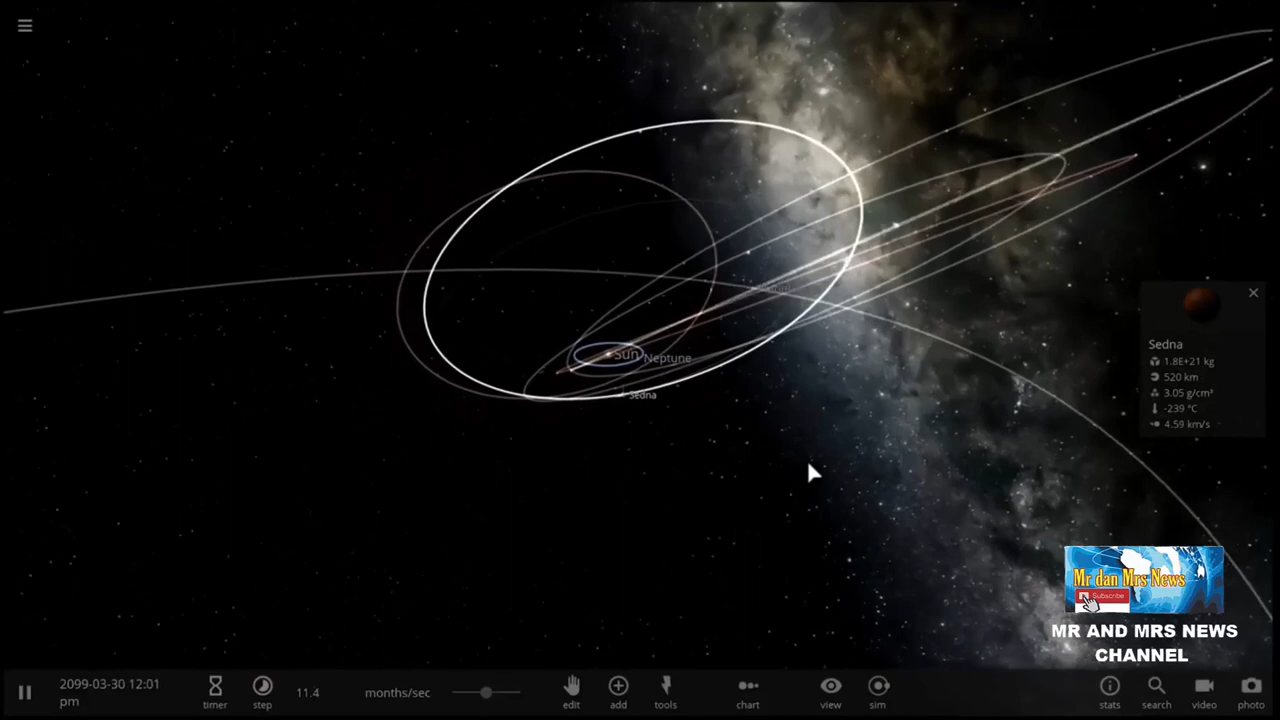 Sun
Neptune
Sedna
Sedna
1.8E+21 kg
520 km
3.05 g/cm³
-239 °C
4.59 km/s
Mr dan Mrs News
Subscribe
MR AND MRS NEWS
CHANNEL
2099-03-30 12:01
pm
timer
step
11.4
months/sec
edit
add
tools
chart
view
sim
stats
search
video
photo